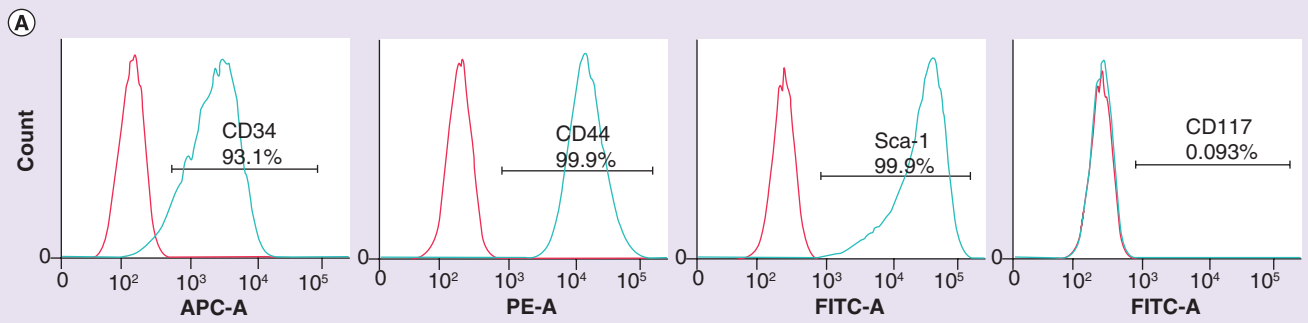 A
Count
CD34
93.1%
0
0 10² 10³ 10⁴ 10⁵
APC-A
CD44
99.9%
0
0 10² 10³ 10⁴ 10⁵
PE-A
Sca-1
99.9%
0
0 10² 10³ 10⁴ 10⁵
FITC-A
CD117
0.093%
0
0 10² 10³ 10⁴ 10⁵
FITC-A